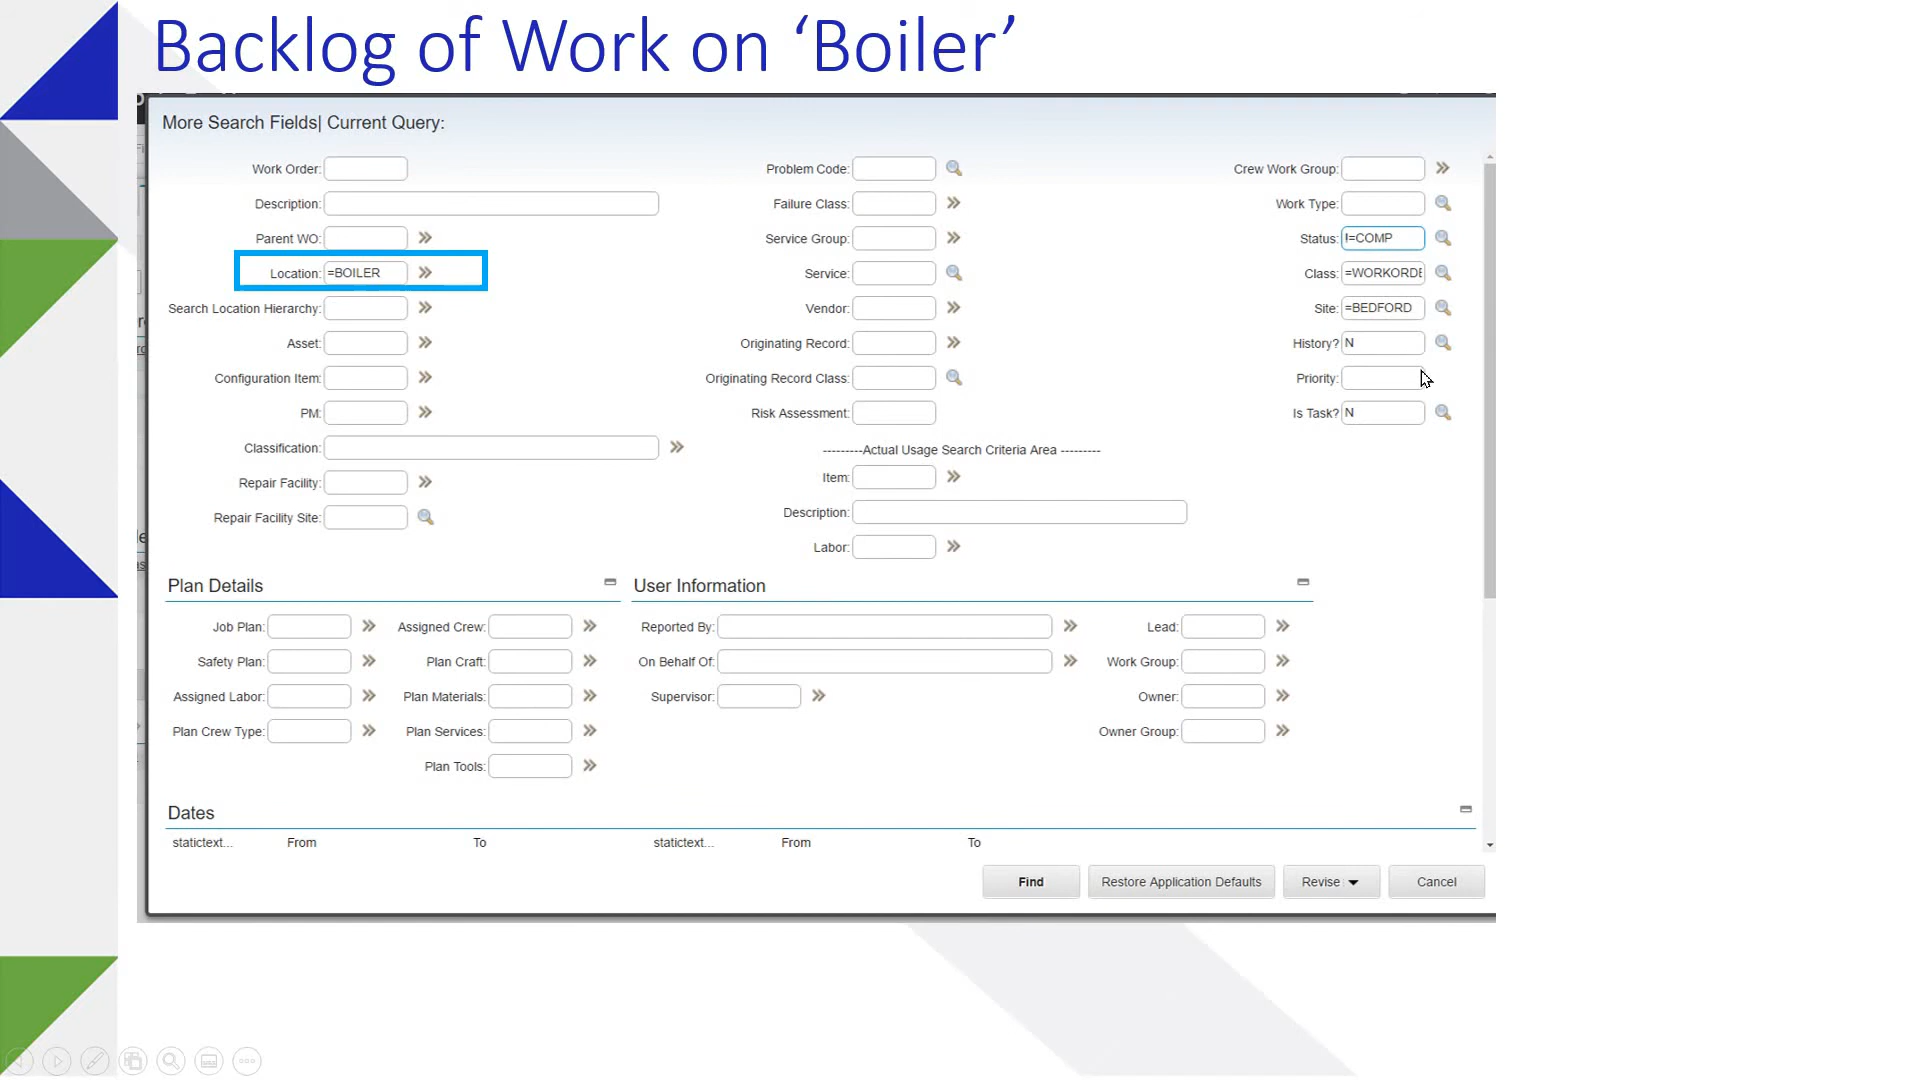 Backlog of Work on ‘Boiler’
More Search Fields| Current Query:
Work Order:
Description:
Parent WO:
Location: =BOILER
Search Location Hierarchy:
Asset:
Configuration Item:
PM:
Classification:
Repair Facility:
Repair Facility Site:
Problem Code:
Failure Class:
Service Group:
Service:
Vendor:
Originating Record:
Originating Record Class:
Risk Assessment:
---------Actual Usage Search Criteria Area ---------
Item:
Description:
Labor:
Crew Work Group:
Work Type:
Status: !=COMP
Class: =WORKORDE
Site: =BEDFORD
History? N
Priority:
Is Task? N
Plan Details
Job Plan:
Safety Plan:
Assigned Labor:
Plan Crew Type:
Assigned Crew:
Plan Craft:
Plan Materials:
Plan Services:
Plan Tools:
User Information
Reported By:
On Behalf Of:
Supervisor:
Lead:
Work Group:
Owner:
Owner Group:
Dates
statictext... From To statictext... From To
Find Restore Application Defaults Revise Cancel